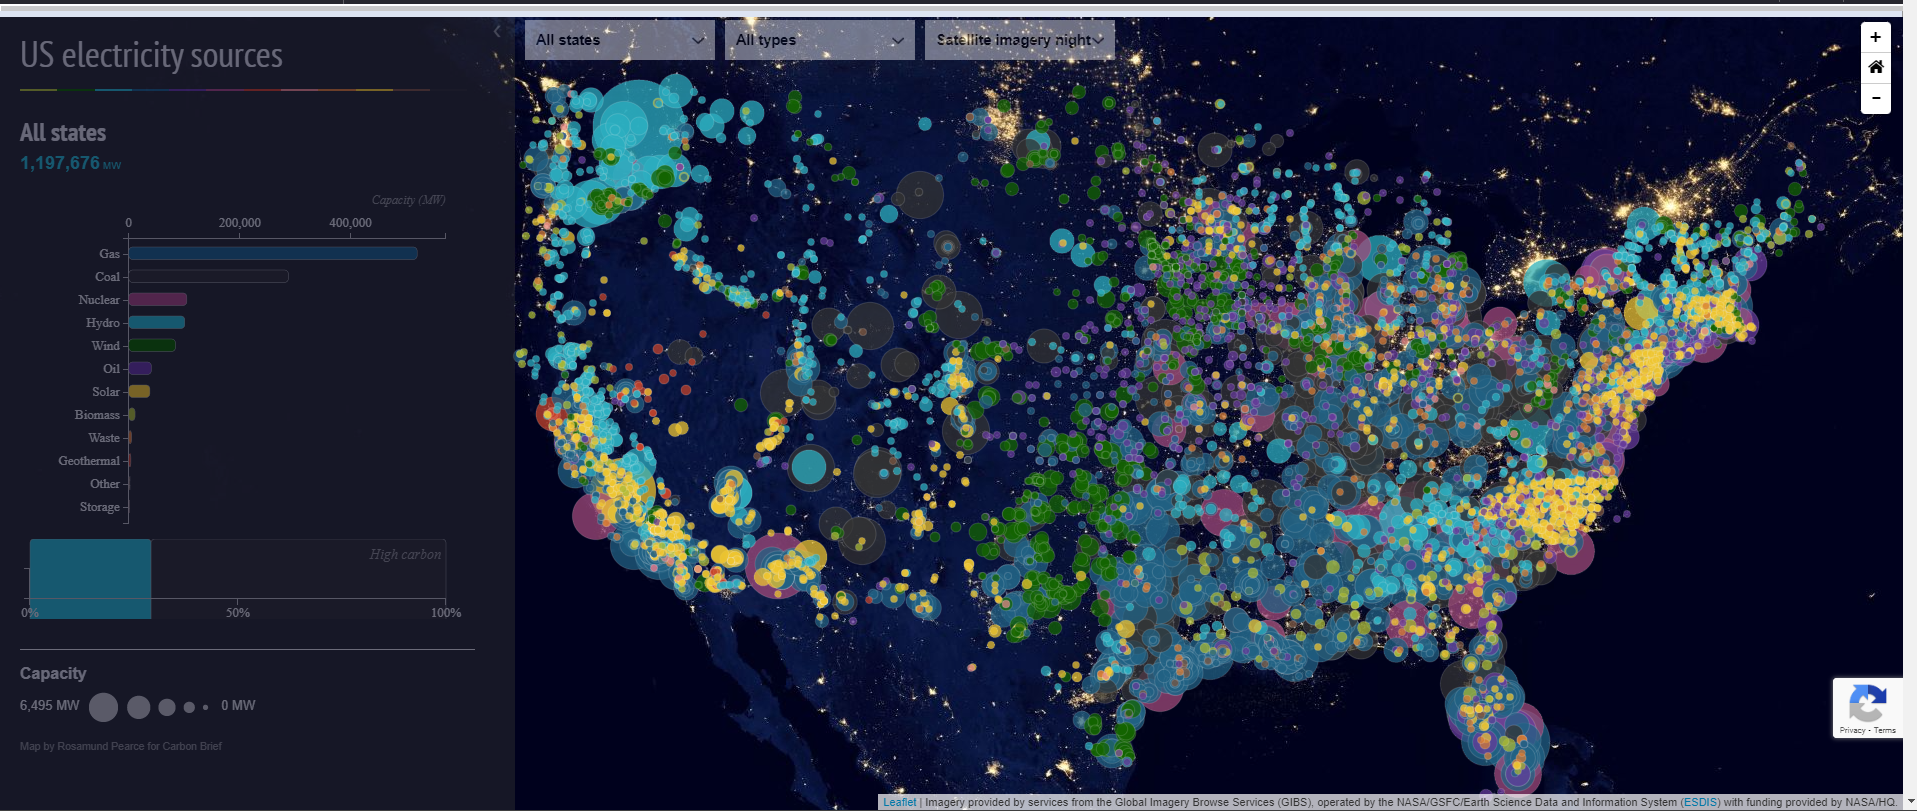 US electricity sources
All states
1,197,676 MW
Capacity (MW)
0 200,000 400,000
Gas
Coal
Nuclear
Hydro
Wind
Oil
Solar
Biomass
Waste
Geothermal
Other
Storage
High carbon
0% 50% 100%
Capacity
6,495 MW 0 MW
Map by Rosamund Pearce for Carbon Brief
All states
All types
Satellite imagery night
+
-
Privacy - Terms
Leaflet | Imagery provided by services from the Global Imagery Browse Services (GIBS), operated by the NASA/GSFC/Earth Science Data and Information System (ESDIS) with funding provided by NASA/HQ.